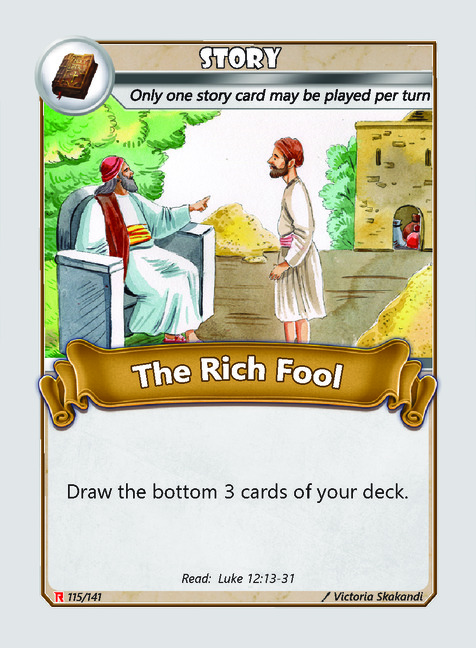 STORY
Only one story card may be played per turn
The Rich Fool
Draw the bottom 3 cards of your deck.
Read: Luke 12:13-31
R 115/141
Victoria Skakandi